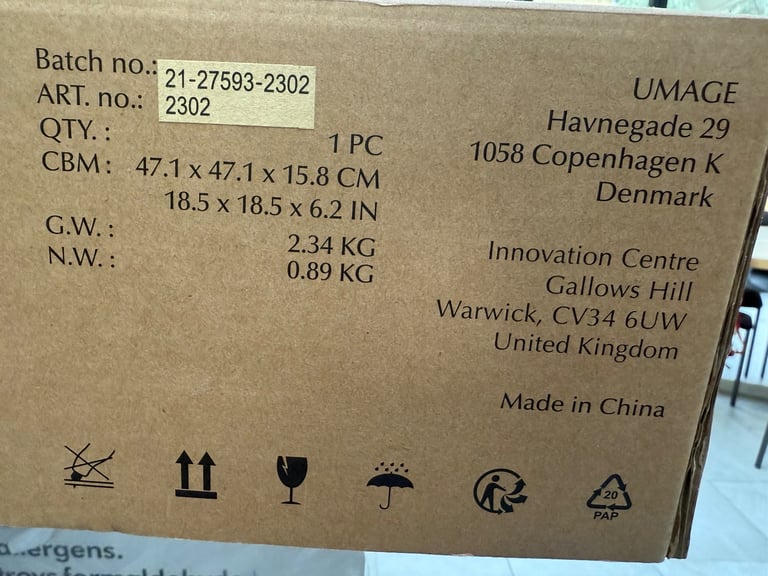 Batch no.: 21-27593-2302
ART. no.: 2302
QTY. : 1 PC
CBM : 47.1 x 47.1 x 15.8 CM
18.5 x 18.5 x 6.2 IN
G.W. : 2.34 KG
N.W. : 0.89 KG
UMAGE
Havnegade 29
1058 Copenhagen K
Denmark
Innovation Centre
Gallows Hill
Warwick, CV34 6UW
United Kingdom
Made in China
20
PAP